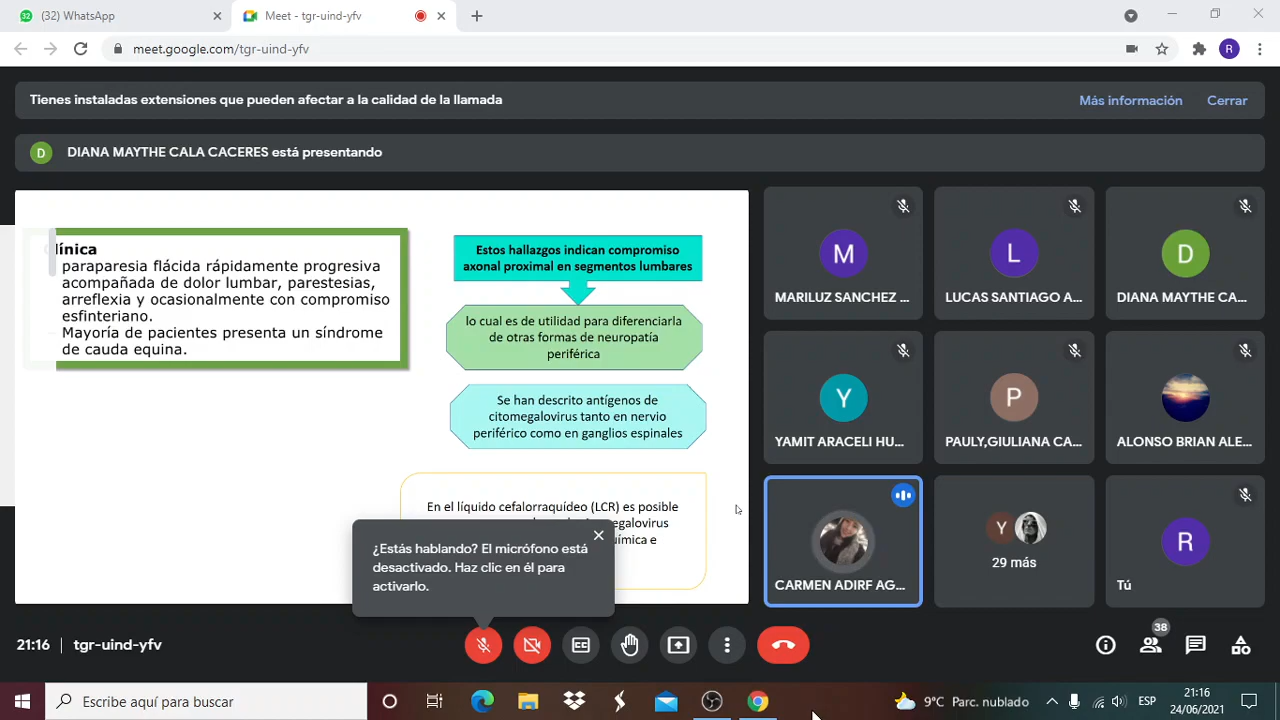 (32) WhatsApp
Meet - tgr-uind-yfv
meet.google.com/tgr-uind-yfv
R
Tienes instaladas extensiones que pueden afectar a la calidad de la llamada
Más información
Cerrar
D
DIANA MAYTHE CALA CACERES está presentando
línica
paraparesia flácida rápidamente progresiva
acompañada de dolor lumbar, parestesias,
arreflexia y ocasionalmente con compromiso
esfinteriano.
Mayoría de pacientes presenta un síndrome
de cauda equina.
Estos hallazgos indican compromiso
axonal proximal en segmentos lumbares
lo cual es de utilidad para diferenciarla
de otras formas de neuropatía
periférica
Se han descrito antígenos de
citomegalovirus tanto en nervio
periférico como en ganglios espinales
En el líquido cefalorraquídeo (LCR) es posible
egalovirus
uímica e
¿Estás hablando? El micrófono está
desactivado. Haz clic en él para
activarlo.
M
MARILUZ SANCHEZ ...
L
LUCAS SANTIAGO A...
D
DIANA MAYTHE CA...
Y
YAMIT ARACELI HU...
P
PAULY,GIULIANA CA...
ALONSO BRIAN ALE...
CARMEN ADIRF AG...
Y
29 más
R
Tú
21:16
tgr-uind-yfv
CC
38
Escribe aquí para buscar
9°C Parc. nublado
ESP
21:16
24/06/2021